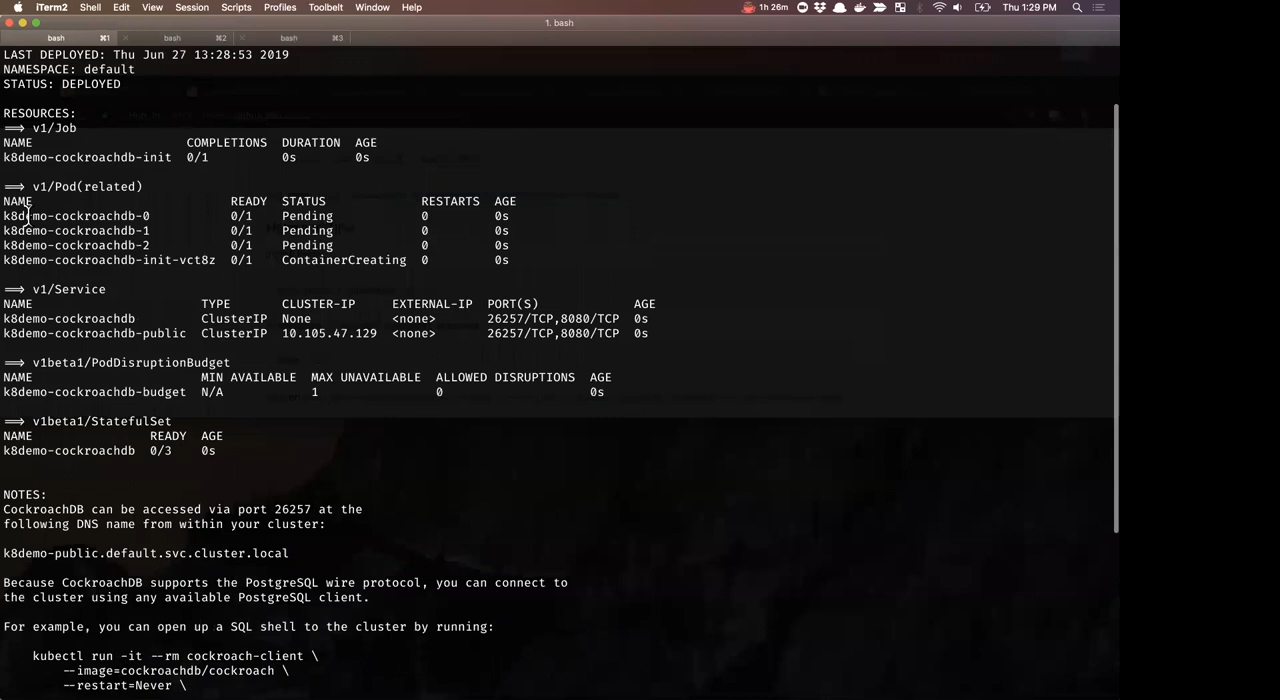 iTerm2 Shell Edit View Session Scripts Profiles Toolbelt Window Help 1h 26m Thu 1:29 PM
1. bash
bash ⌘1 bash ⌘2 bash ⌘3
LAST DEPLOYED: Thu Jun 27 13:28:53 2019
NAMESPACE: default
STATUS: DEPLOYED
RESOURCES:
==> v1/Job
NAME COMPLETIONS DURATION AGE
k8demo-cockroachdb-init 0/1 0s 0s
==> v1/Pod(related)
NAME READY STATUS RESTARTS AGE
k8demo-cockroachdb-0 0/1 Pending 0 0s
k8demo-cockroachdb-1 0/1 Pending 0 0s
k8demo-cockroachdb-2 0/1 Pending 0 0s
k8demo-cockroachdb-init-vct8z 0/1 ContainerCreating 0 0s
==> v1/Service
NAME TYPE CLUSTER-IP EXTERNAL-IP PORT(S) AGE
k8demo-cockroachdb ClusterIP None <none> 26257/TCP,8080/TCP 0s
k8demo-cockroachdb-public ClusterIP 10.105.47.129 <none> 26257/TCP,8080/TCP 0s
==> v1beta1/PodDisruptionBudget
NAME MIN AVAILABLE MAX UNAVAILABLE ALLOWED DISRUPTIONS AGE
k8demo-cockroachdb-budget N/A 1 0 0s
==> v1beta1/StatefulSet
NAME READY AGE
k8demo-cockroachdb 0/3 0s
NOTES:
CockroachDB can be accessed via port 26257 at the
following DNS name from within your cluster:
k8demo-public.default.svc.cluster.local
Because CockroachDB supports the PostgreSQL wire protocol, you can connect to
the cluster using any available PostgreSQL client.
For example, you can open up a SQL shell to the cluster by running:
kubectl run -it --rm cockroach-client \
--image=cockroachdb/cockroach \
--restart=Never \